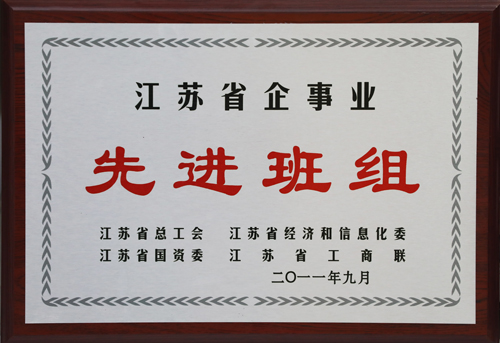 江苏省企事业
先进班组
江苏省总工会 江苏省经济和信息化委
江苏省国资委 江苏省工商联
二〇一一年九月